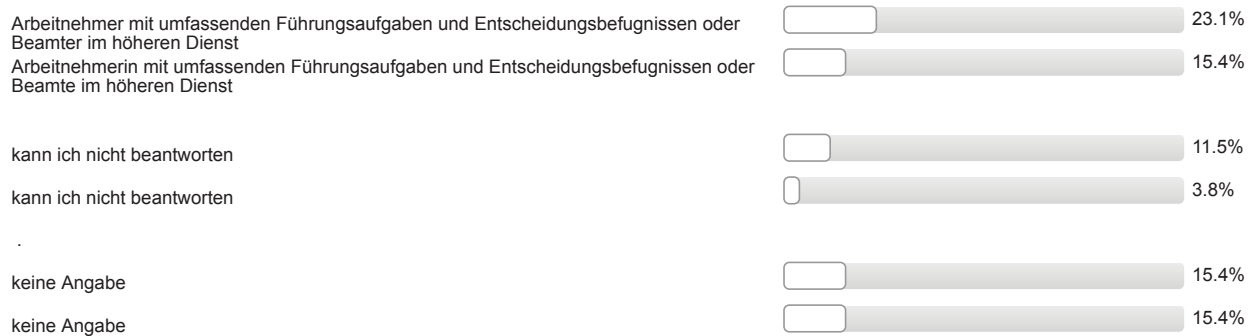 Arbeitnehmer mit umfassenden Führungsaufgaben und Entscheidungsbefugnissen oder
Beamter im höheren Dienst
23.1%
Arbeitnehmerin mit umfassenden Führungsaufgaben und Entscheidungsbefugnissen oder
Beamte im höheren Dienst
15.4%
kann ich nicht beantworten 11.5%
kann ich nicht beantworten 3.8%
.
keine Angabe 15.4%
keine Angabe 15.4%